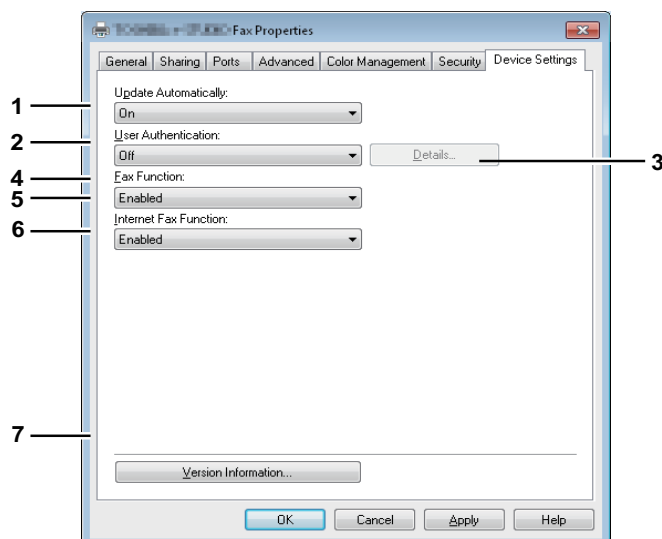 Fax Properties
General Sharing Ports Advanced Color Management Security Device Settings
1
Update Automatically:
On
2
User Authentication:
Off
Details...
3
4
Fax Function:
5
Enabled
Internet Fax Function:
6
Enabled
7
Version Information...
OK Cancel Apply Help